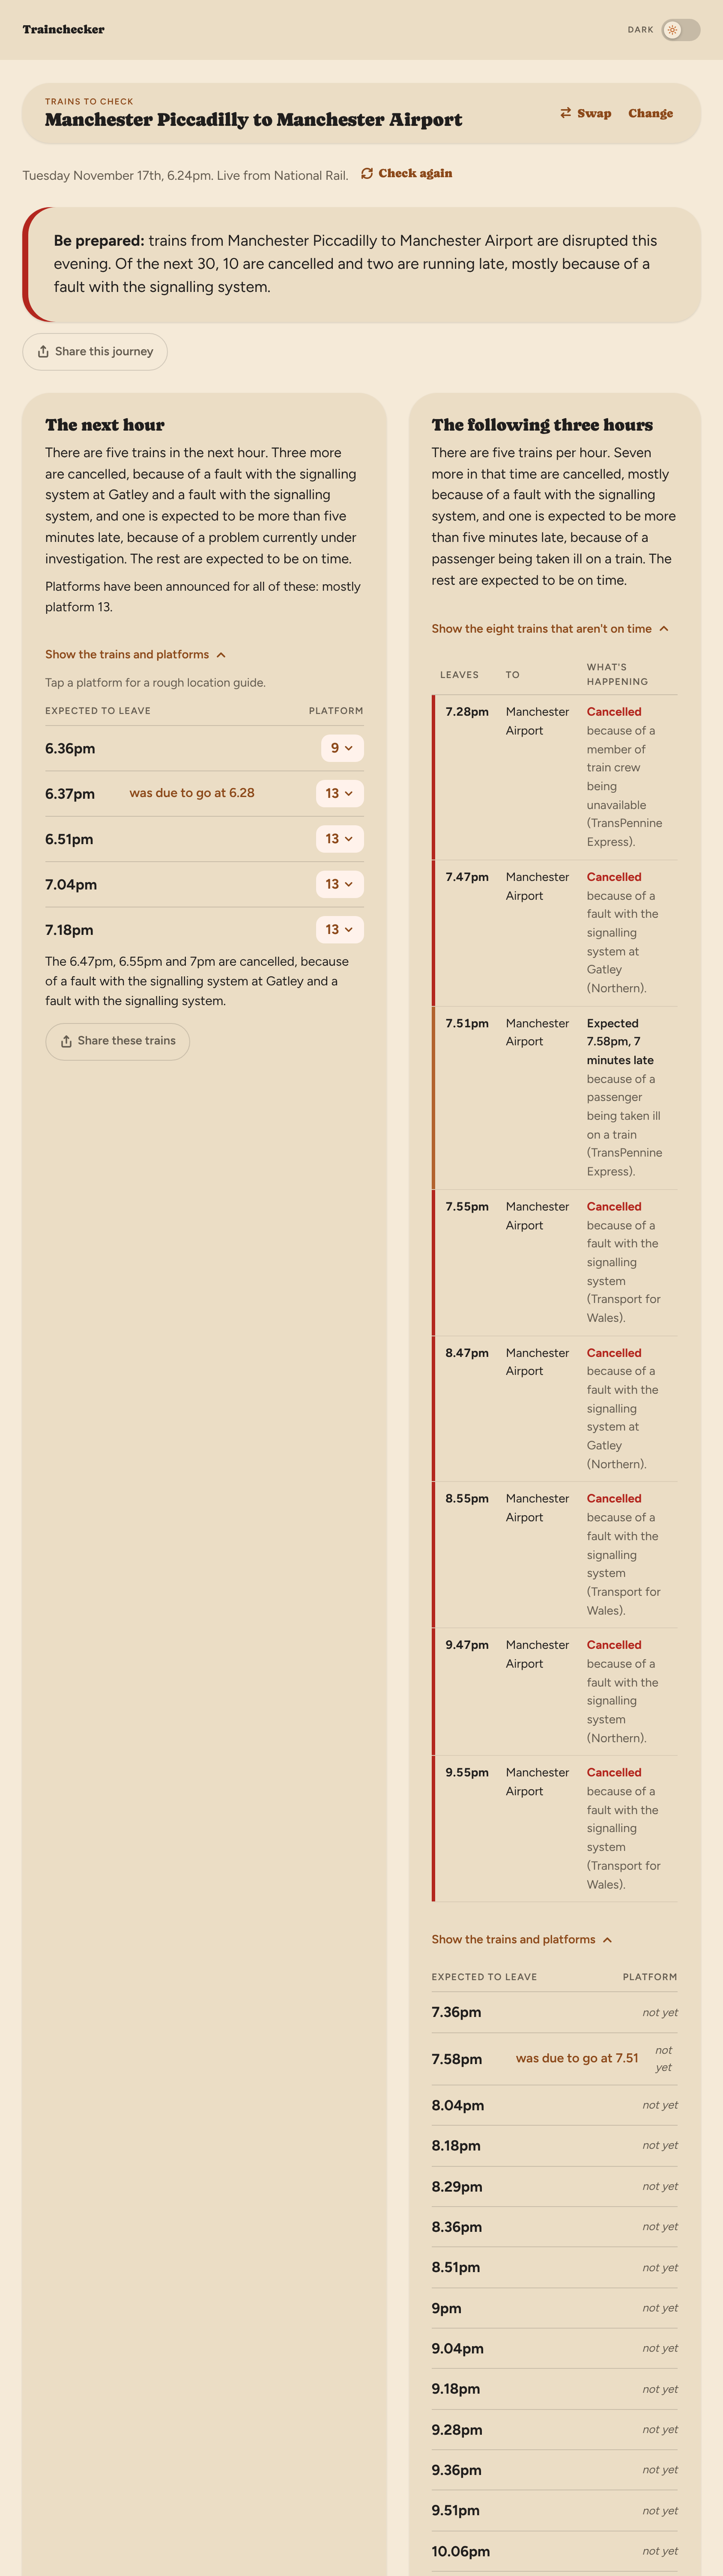 Trainchecker
DARK
TRAINS TO CHECK
Manchester Piccadilly to Manchester Airport
Swap
Change
Tuesday November 17th, 6.24pm. Live from National Rail.
Check again
Be prepared: trains from Manchester Piccadilly to Manchester Airport are disrupted this
evening. Of the next 30, 10 are cancelled and two are running late, mostly because of a
fault with the signalling system.
Share this journey
The next hour
There are five trains in the next hour. Three more
are cancelled, because of a fault with the signalling
system at Gatley and a fault with the signalling
system, and one is expected to be more than five
minutes late, because of a problem currently under
investigation. The rest are expected to be on time.
Platforms have been announced for all of these: mostly
platform 13.
Show the trains and platforms
Tap a platform for a rough location guide.
EXPECTED TO LEAVE PLATFORM
6.36pm 9
6.37pm was due to go at 6.28 13
6.51pm 13
7.04pm 13
7.18pm 13
The 6.47pm, 6.55pm and 7pm are cancelled, because
of a fault with the signalling system at Gatley and a
fault with the signalling system.
Share these trains
The following three hours
There are five trains per hour. Seven
more in that time are cancelled, mostly
because of a fault with the signalling
system, and one is expected to be more
than five minutes late, because of a
passenger being taken ill on a train. The
rest are expected to be on time.
Show the eight trains that aren't on time
LEAVES TO WHAT'S
HAPPENING
7.28pm Manchester Cancelled
Airport because of a
member of
train crew
being
unavailable
(TransPennine
Express).
7.47pm Manchester Cancelled
Airport because of a
fault with the
signalling
system at
Gatley
(Northern).
7.51pm Manchester Expected
Airport 7.58pm, 7
minutes late
because of a
passenger
being taken ill
on a train
(TransPennine
Express).
7.55pm Manchester Cancelled
Airport because of a
fault with the
signalling
system
(Transport for
Wales).
8.47pm Manchester Cancelled
Airport because of a
fault with the
signalling
system at
Gatley
(Northern).
8.55pm Manchester Cancelled
Airport because of a
fault with the
signalling
system
(Transport for
Wales).
9.47pm Manchester Cancelled
Airport because of a
fault with the
signalling
system
(Northern).
9.55pm Manchester Cancelled
Airport because of a
fault with the
signalling
system
(Transport for
Wales).
Show the trains and platforms
EXPECTED TO LEAVE PLATFORM
7.36pm not yet
7.58pm was due to go at 7.51 not
yet
8.04pm not yet
8.18pm not yet
8.29pm not yet
8.36pm not yet
8.51pm not yet
9pm not yet
9.04pm not yet
9.18pm not yet
9.28pm not yet
9.36pm not yet
9.51pm not yet
10.06pm not yet